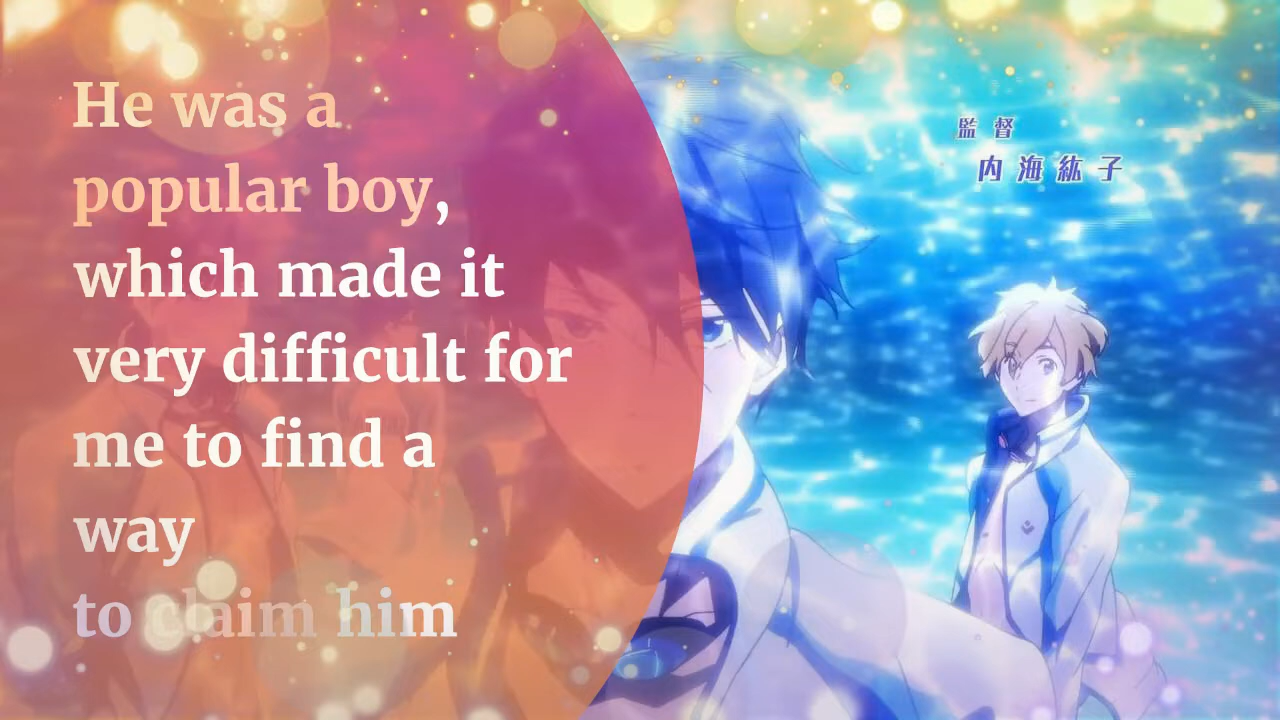 He was a
popular boy,
which made it
very difficult for
me to find a
way
to claim him
監督
内海紘子